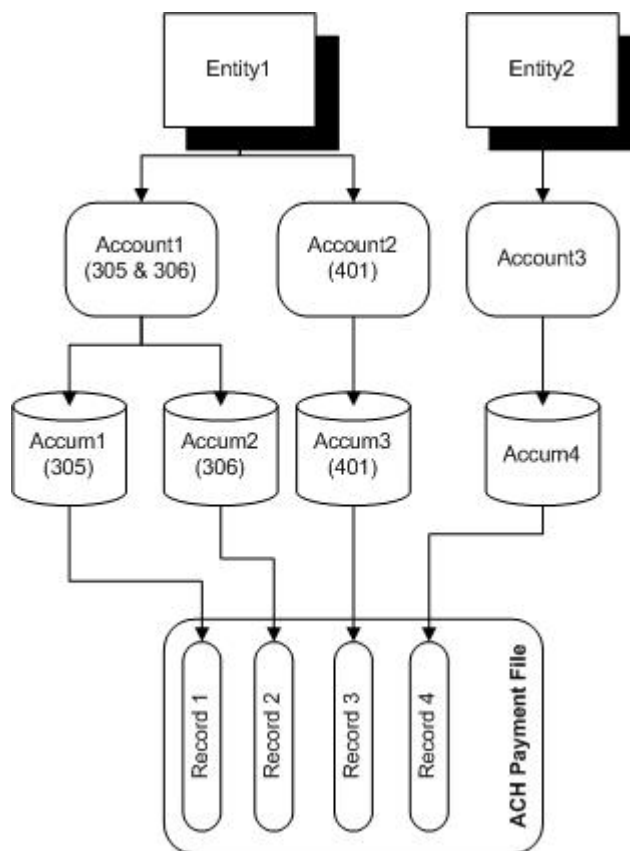 Entity1
Entity2
Account1
(305 & 306)
Account2
(401)
Account3
Accum1
(305)
Accum2
(306)
Accum3
(401)
Accum4
Record 1
Record 2
Record 3
Record 4
ACH Payment File